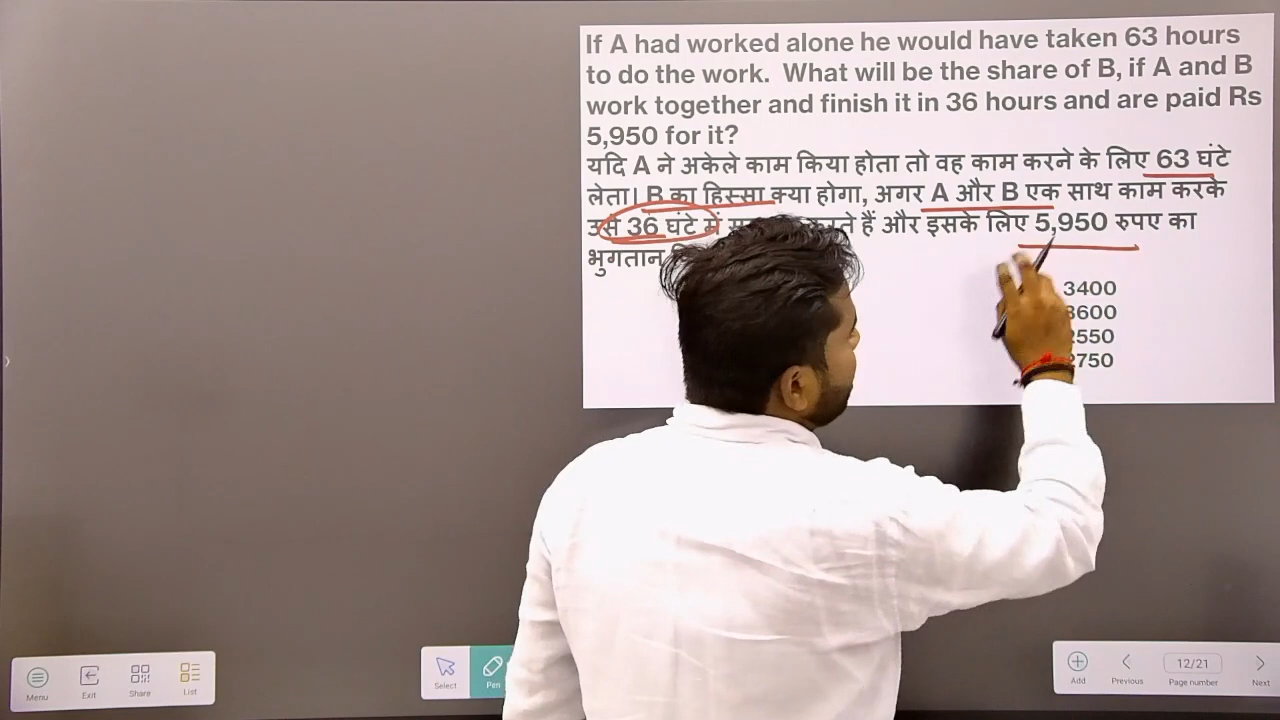 If A had worked alone he would have taken 63 hours
to do the work. What will be the share of B, if A and B
work together and finish it in 36 hours and are paid Rs
5,950 for it?
यदि A ने अकेले काम किया होता तो वह काम करने के लिए 63 घंटे
लेता। B का हिस्सा क्या होगा, अगर A और B एक साथ काम करके
उसे 36 घंटे में हैं और इसके लिए 5,950 रुपए का
भुगतान
3400
3600
2550
2750
Menu
Exit
Share
List
Select
Pen
Add
Previous
12/21
Page number
Next